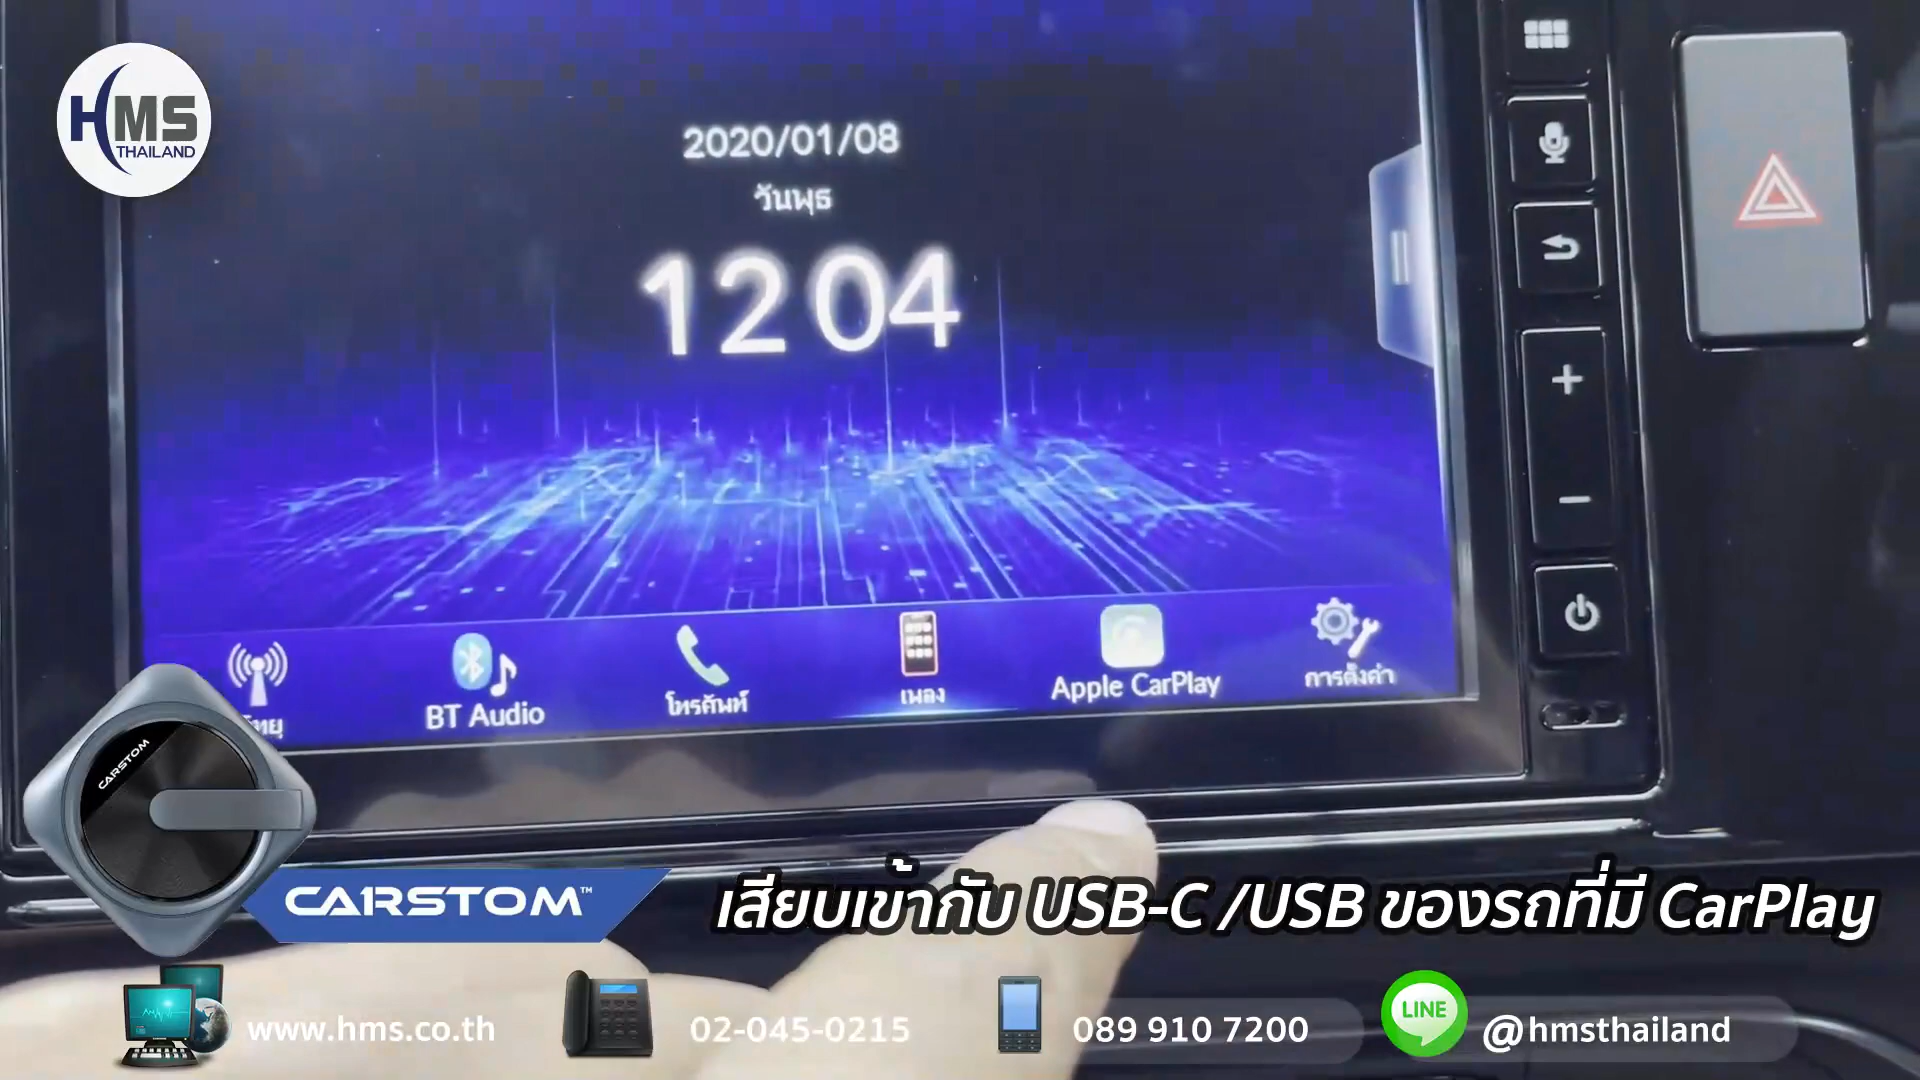 HMS
THAILAND
2020/01/08
วันพุธ
12 04
BT Audio
โทรศัพท์
เพลง
Apple CarPlay
การตั้งค่า
CARSTOM
CARSTOM™
เสียบเข้ากับ USB-C /USB ของรถที่มี CarPlay
www.hms.co.th
02-045-0215
089 910 7200
LINE
@hmsthailand